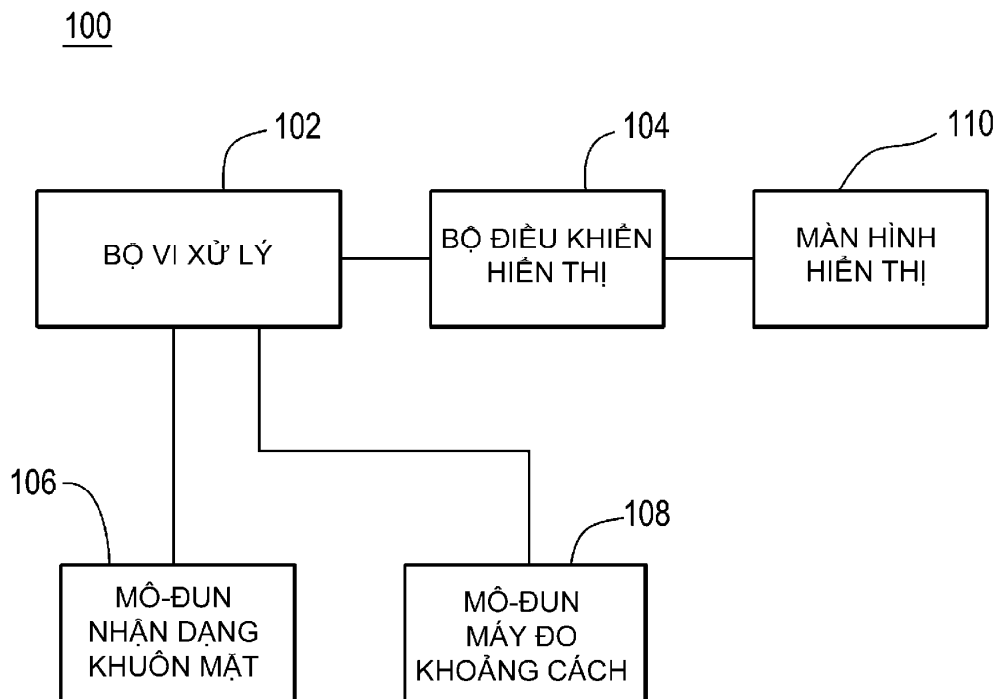 100
102
104
110
BỘ VI XỬ LÝ
BỘ ĐIỀU KHIỂN
HIỂN THỊ
MÀN HÌNH
HIỂN THỊ
106
108
MÔ-ĐUN
NHẬN DẠNG
KHUÔN MẶT
MÔ-ĐUN
MÁY ĐO
KHOẢNG CÁCH